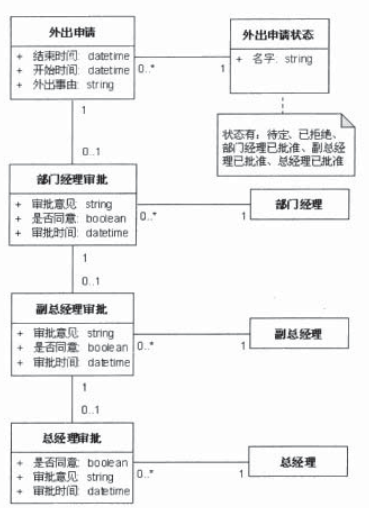 外出申请
+ 结束时间: datetime
+ 开始时间: datetime
+ 外出事由: string
0..*
1
外出申请状态
+ 名字: string
状态有：待定、已拒绝、
部门经理已批准、副总经
理已批准、总经理已批准
1
0..1
部门经理审批
+ 审批意见: string
+ 是否同意: boolean
+ 审批时间: datetime
0..*
1
部门经理
1
0..1
副总经理审批
+ 审批意见: string
+ 是否同意: boolean
+ 审批时间: datetime
0..*
1
副总经理
1
0..1
总经理审批
+ 是否同意: boolean
+ 审批意见: string
+ 审批时间: datetime
0..*
1
总经理